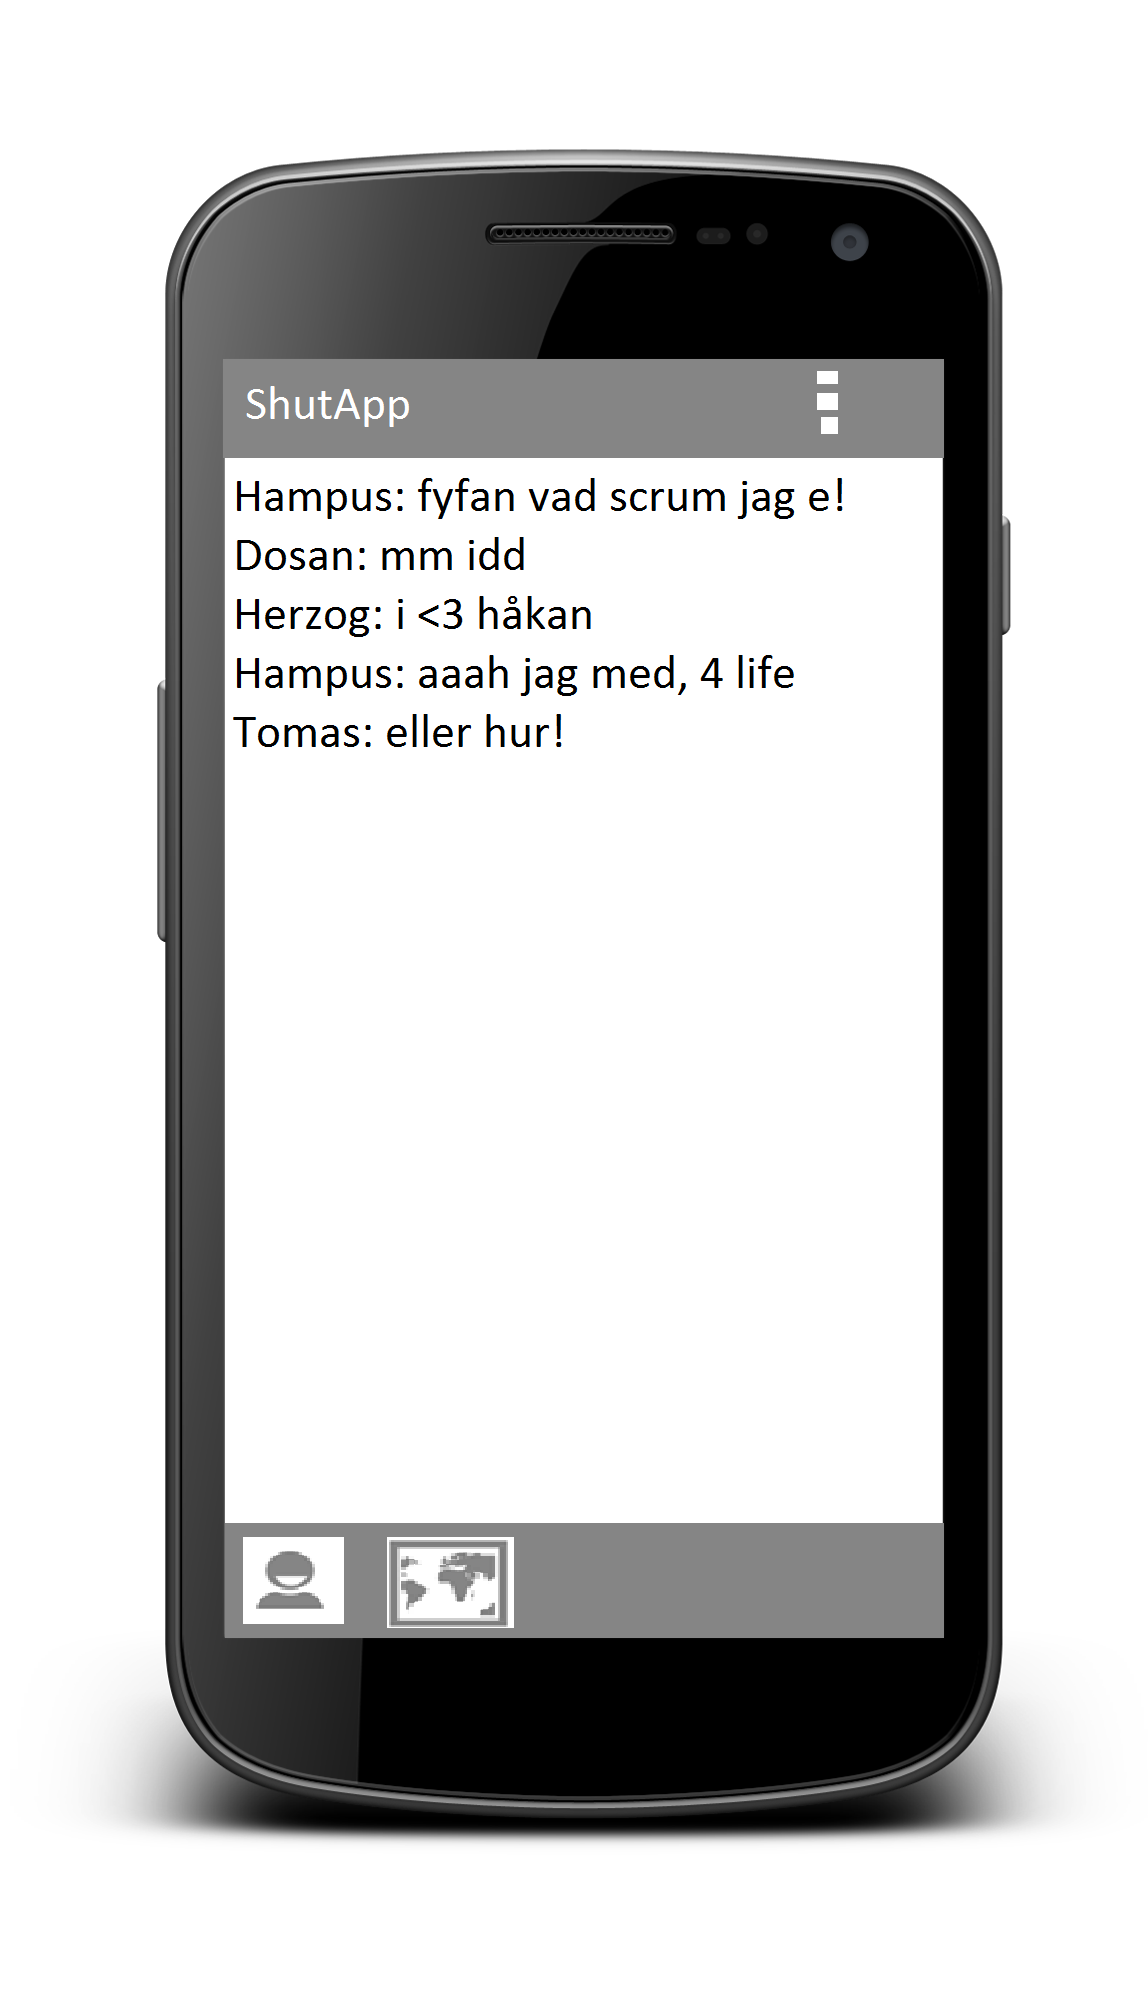 ShutApp
Hampus: fyfan vad scrum jag e!
Dosan: mm idd
Herzog: i <3 håkan
Hampus: aaah jag med, 4 life
Tomas: eller hur!